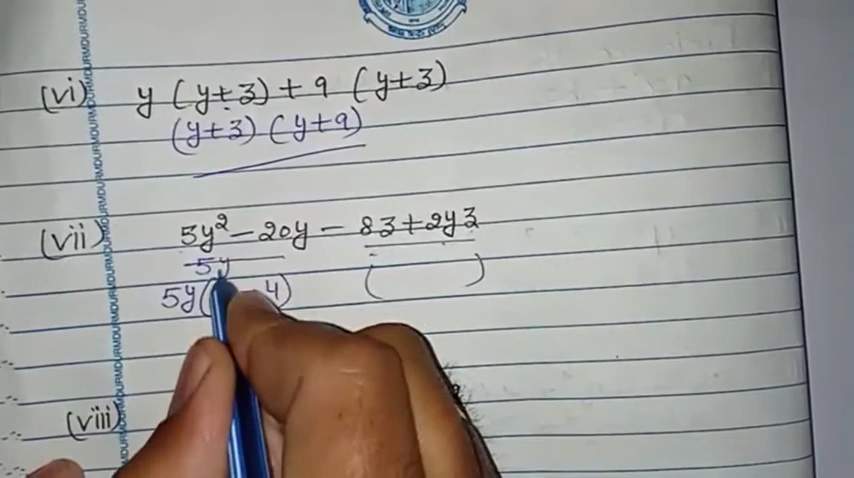 (vi) y (y+3) + 9 (y+3)
(y+3) (y+9)
(vii) 5y² – 20y – 8z + 2yz
5y
5y( 4) ( )
(viii)